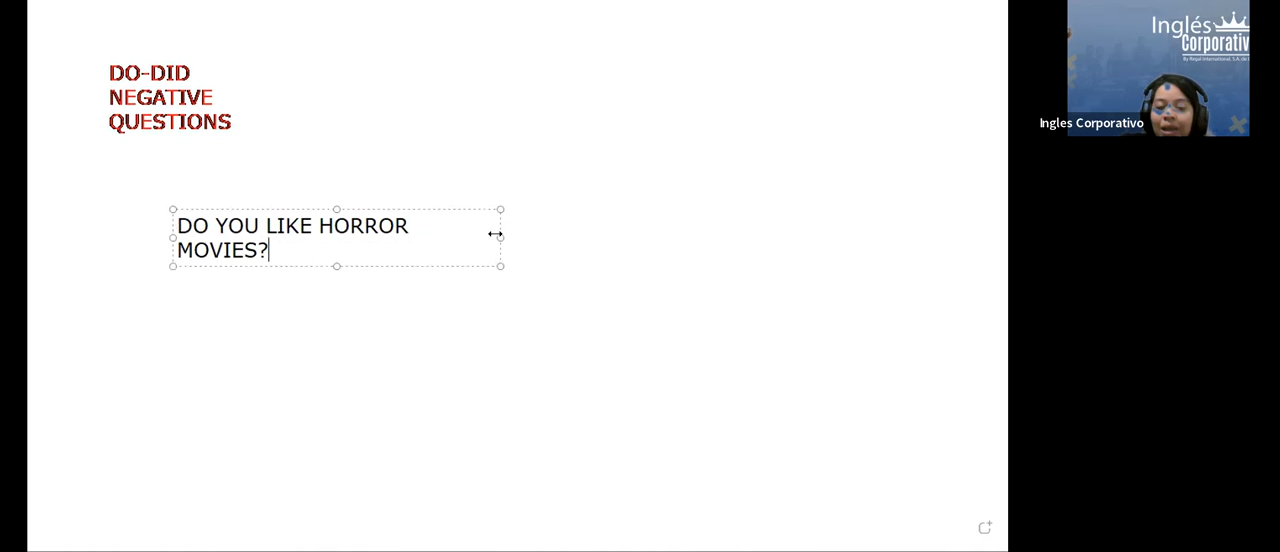 DO-DID
NEGATIVE
QUESTIONS
DO YOU LIKE HORROR
MOVIES?
Inglés
Corporativ
Ingles Corporativo